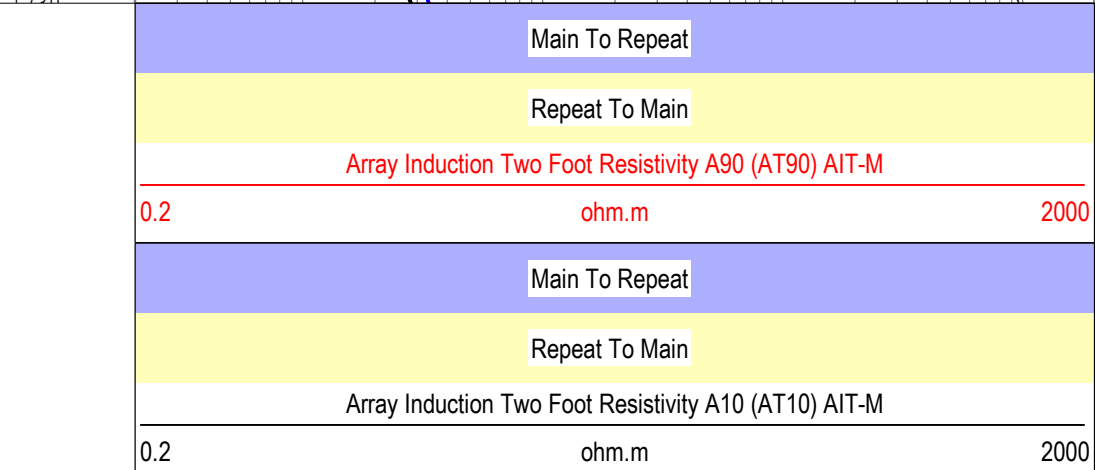 Main To Repeat
Repeat To Main
Array Induction Two Foot Resistivity A90 (AT90) AIT-M
0.2 ohm.m 2000
Main To Repeat
Repeat To Main
Array Induction Two Foot Resistivity A10 (AT10) AIT-M
0.2 ohm.m 2000